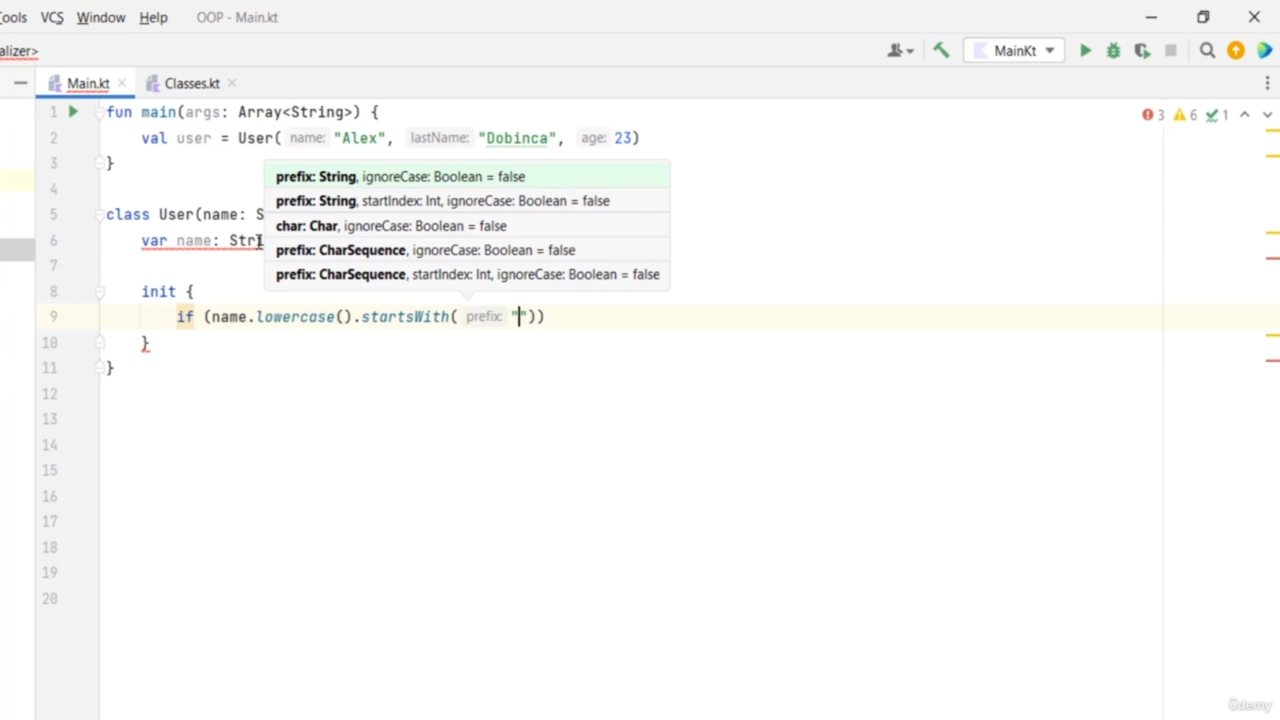 ools VCS Window Help OOP - Main.kt
alizer> MainKt
Main.kt Classes.kt
1 fun main(args: Array<String>) { 3 6 1
2 val user = User( name: "Alex", lastName: "Dobinca", age: 23)
3 }
prefix: String, ignoreCase: Boolean = false
4
prefix: String, startIndex: Int, ignoreCase: Boolean = false
5 class User(name: S
char: Char, ignoreCase: Boolean = false
6 var name: Stri
prefix: CharSequence, ignoreCase: Boolean = false
7
prefix: CharSequence, startIndex: Int, ignoreCase: Boolean = false
8 init {
9 if (name.lowercase().startsWith( prefix: ""))
10 }
11 }
12
13
14
15
16
17
18
19
20
ûdemy